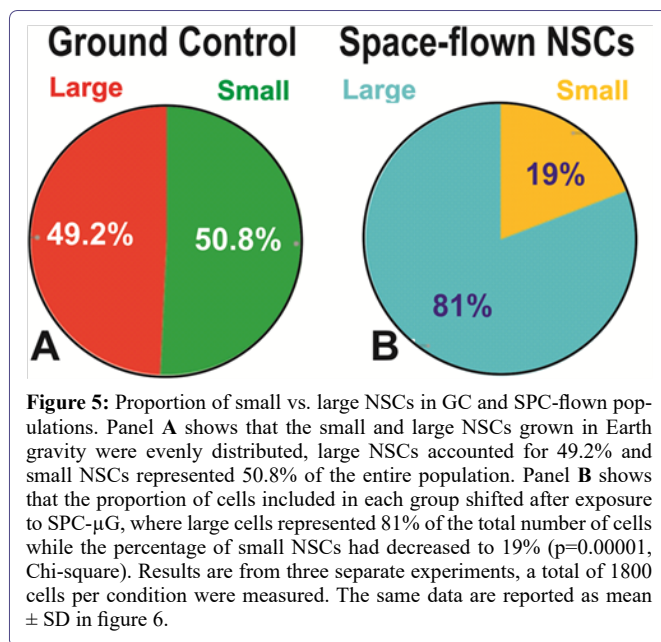 Ground Control Space-flown NSCs
Large Small Large Small
49.2% 50.8% 19%
81%
A B
Figure 5: Proportion of small vs. large NSCs in GC and SPC-flown pop-
ulations. Panel A shows that the small and large NSCs grown in Earth
gravity were evenly distributed, large NSCs accounted for 49.2% and
small NSCs represented 50.8% of the entire population. Panel B shows
that the proportion of cells included in each group shifted after exposure
to SPC-µG, where large cells represented 81% of the total number of cells
while the percentage of small NSCs had decreased to 19% (p=0.00001,
Chi-square). Results are from three separate experiments, a total of 1800
cells per condition were measured. The same data are reported as mean
± SD in figure 6.